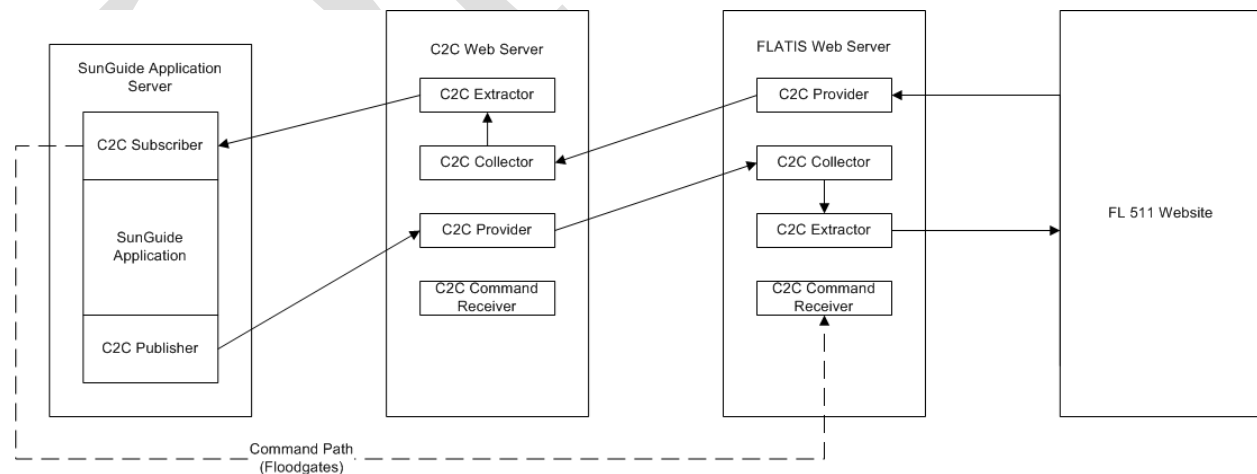 SunGuide Application
Server
C2C Subscriber
SunGuide
Application
C2C Publisher
C2C Web Server
C2C Extractor
C2C Collector
C2C Provider
C2C Command
Receiver
FLATIS Web Server
C2C Provider
C2C Collector
C2C Extractor
C2C Command
Receiver
FL 511 Website
Command Path
(Floodgates)